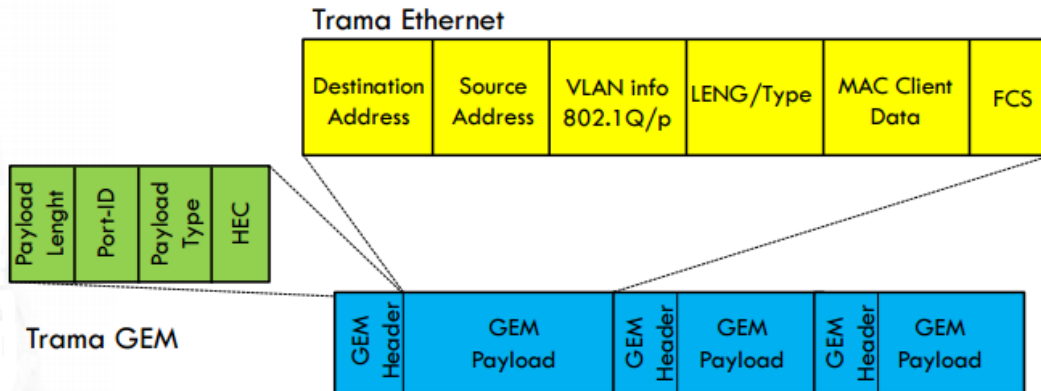 Trama Ethernet
Destination
Address
Source
Address
VLAN info
802.1Q/p
LENG/Type
MAC Client
Data
FCS
Payload
Lenght
Port-ID
Payload
Type
HEC
Trama GEM
GEM
Header
GEM
Payload
GEM
Header
GEM
Payload
GEM
Header
GEM
Payload